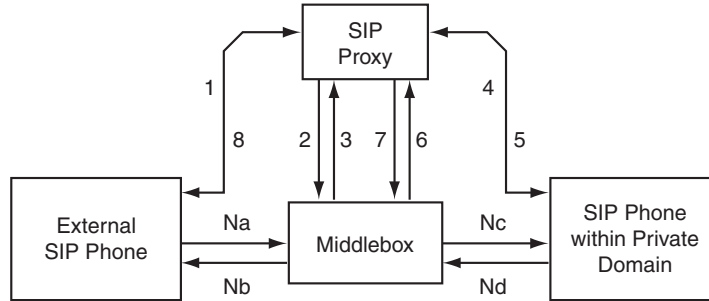 SIP
Proxy
1
4
8
2
3
7
6
5
External
SIP Phone
Na
Nb
Middlebox
Nc
Nd
SIP Phone
within Private
Domain